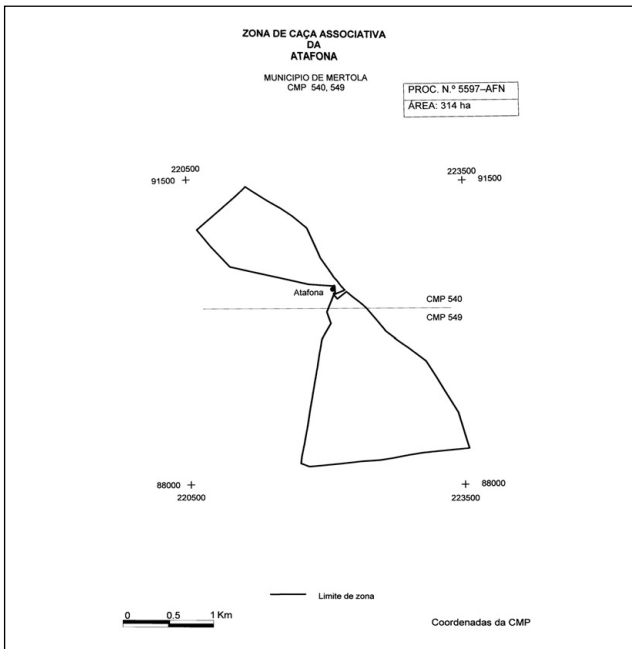 ZONA DE CAÇA ASSOCIATIVA
DA
ATAFONA
MUNICIPIO DE MERTOLA
CMP 540, 549
PROC. N.º 5597–AFN
ÁREA: 314 ha
220500
91500
223500
91500
Atafona
CMP 540
CMP 549
88000
220500
88000
223500
Limite de zona
0 0.5 1 Km
Coordenadas da CMP